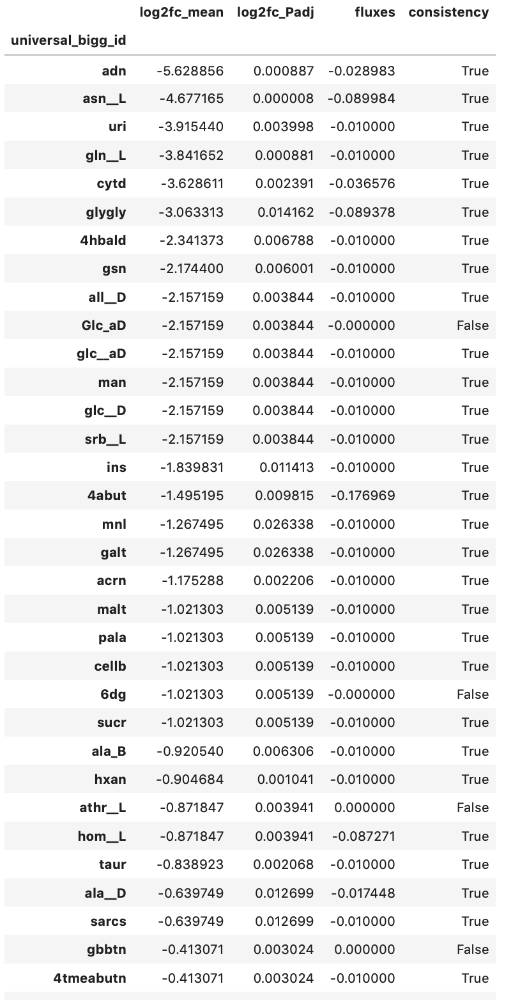 log2fc_mean log2fc_Padj fluxes consistency
universal_bigg_id
adn -5.628856 0.000887 -0.028983 True
asn__L -4.677165 0.000008 -0.089984 True
uri -3.915440 0.003998 -0.010000 True
gln__L -3.841652 0.000881 -0.010000 True
cytd -3.628611 0.002391 -0.036576 True
glygly -3.063313 0.014162 -0.089378 True
4hbald -2.341373 0.006788 -0.010000 True
gsn -2.174400 0.006001 -0.010000 True
all__D -2.157159 0.003844 -0.010000 True
Glc_aD -2.157159 0.003844 -0.000000 False
glc__aD -2.157159 0.003844 -0.010000 True
man -2.157159 0.003844 -0.010000 True
glc__D -2.157159 0.003844 -0.010000 True
srb__L -2.157159 0.003844 -0.010000 True
ins -1.839831 0.011413 -0.010000 True
4abut -1.495195 0.009815 -0.176969 True
mnl -1.267495 0.026338 -0.010000 True
galt -1.267495 0.026338 -0.010000 True
acrn -1.175288 0.002206 -0.010000 True
malt -1.021303 0.005139 -0.010000 True
pala -1.021303 0.005139 -0.010000 True
cellb -1.021303 0.005139 -0.010000 True
6dg -1.021303 0.005139 -0.000000 False
sucr -1.021303 0.005139 -0.010000 True
ala_B -0.920540 0.006306 -0.010000 True
hxan -0.904684 0.001041 -0.010000 True
athr__L -0.871847 0.003941 0.000000 False
hom__L -0.871847 0.003941 -0.087271 True
taur -0.838923 0.002068 -0.010000 True
ala__D -0.639749 0.012699 -0.017448 True
sarcs -0.639749 0.012699 -0.010000 True
gbbtn -0.413071 0.003024 0.000000 False
4tmeabutn -0.413071 0.003024 -0.010000 True